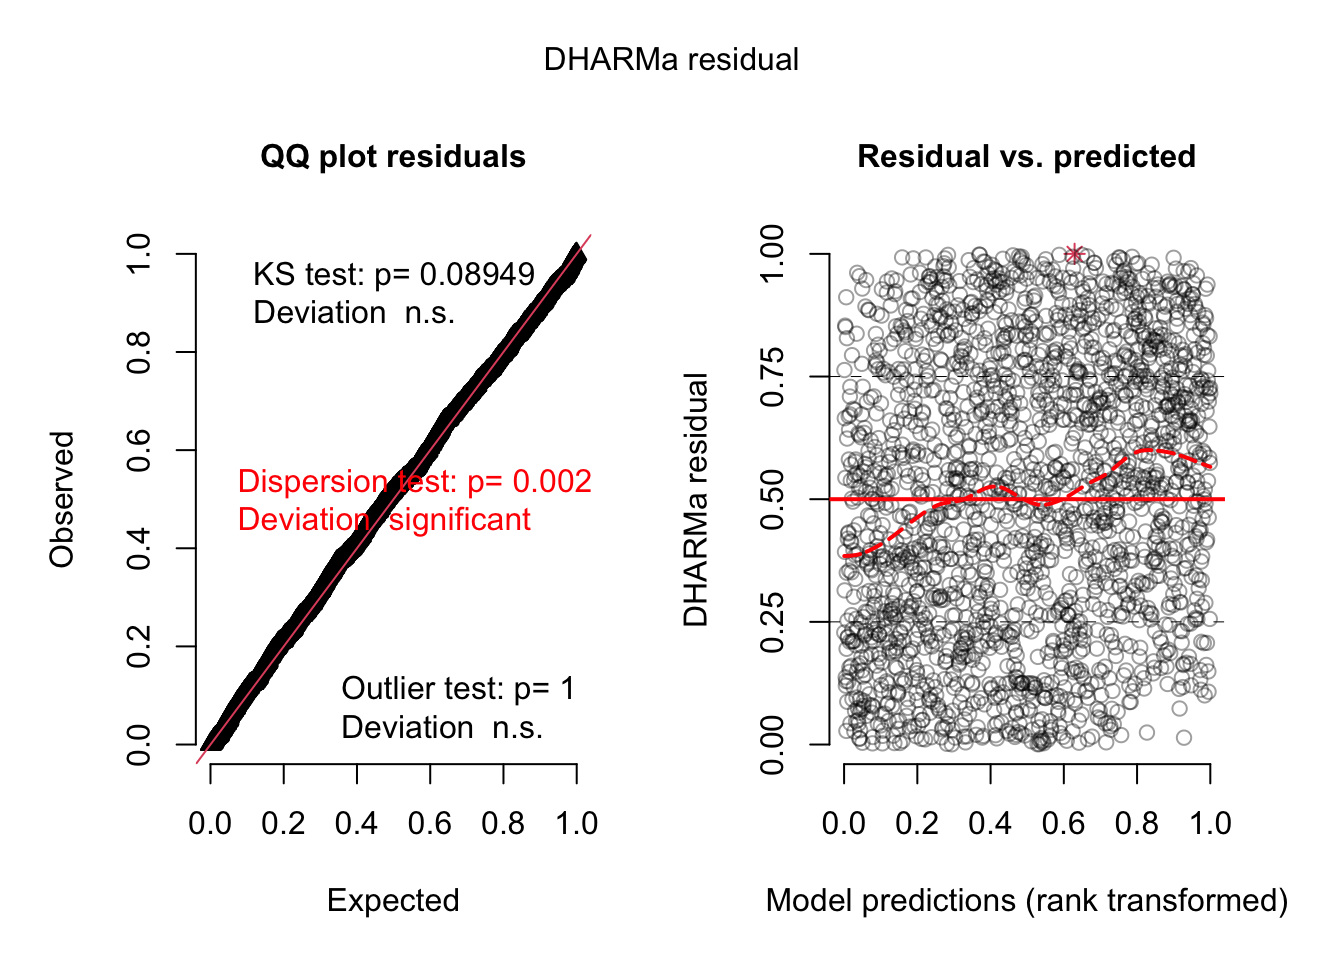 DHARMa residual
QQ plot residuals
KS test: p= 0.08949
Deviation  n.s.
Dispersion test: p= 0.002
Deviation  significant
Outlier test: p= 1
Deviation  n.s.
Observed
1.0
0.8
0.6
0.4
0.2
0.0
0.0 0.2 0.4 0.6 0.8 1.0
Expected
Residual vs. predicted
DHARMa residual
1.00
0.75
0.50
0.25
0.00
0.0 0.2 0.4 0.6 0.8 1.0
Model predictions (rank transformed)